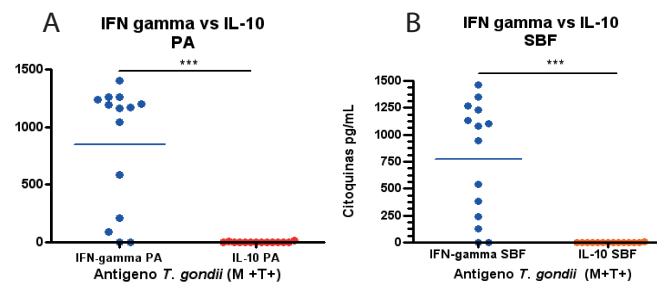 A
IFN gamma vs IL-10
PA
***
1500
1000
500
0
IFN-gamma PA
IL-10 PA
Antigeno T. gondii (M +T+)
B
IFN gamma vs IL-10
SBF
***
Citoquinas pg/mL
1500
1250
1000
750
500
250
0
IFN-gamma SBF
IL-10 SBF
Antigeno T. gondii (M+T+)